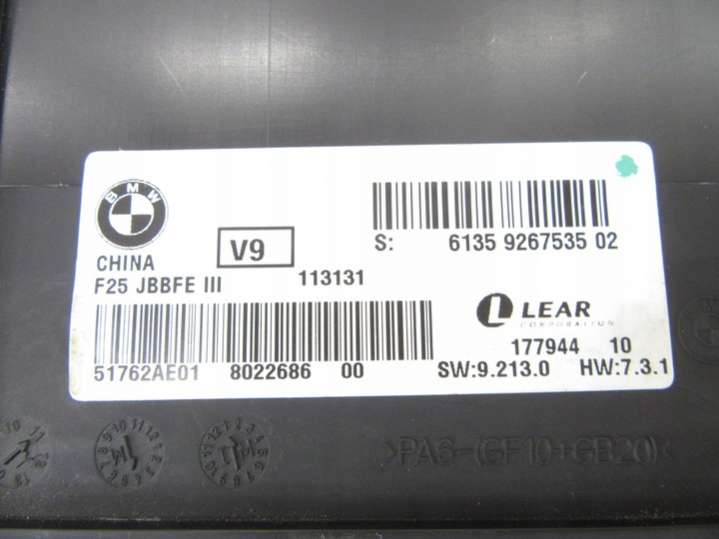 BMW
V9
CHINA
S: 6135 9267535 02
F25 JBBFE III 113131
LEAR
CORPORATION
177944 10
51762AE01 8022686 00
SW:9.213.0 HW:7.3.1
>PA6-(GF10+GB20)<